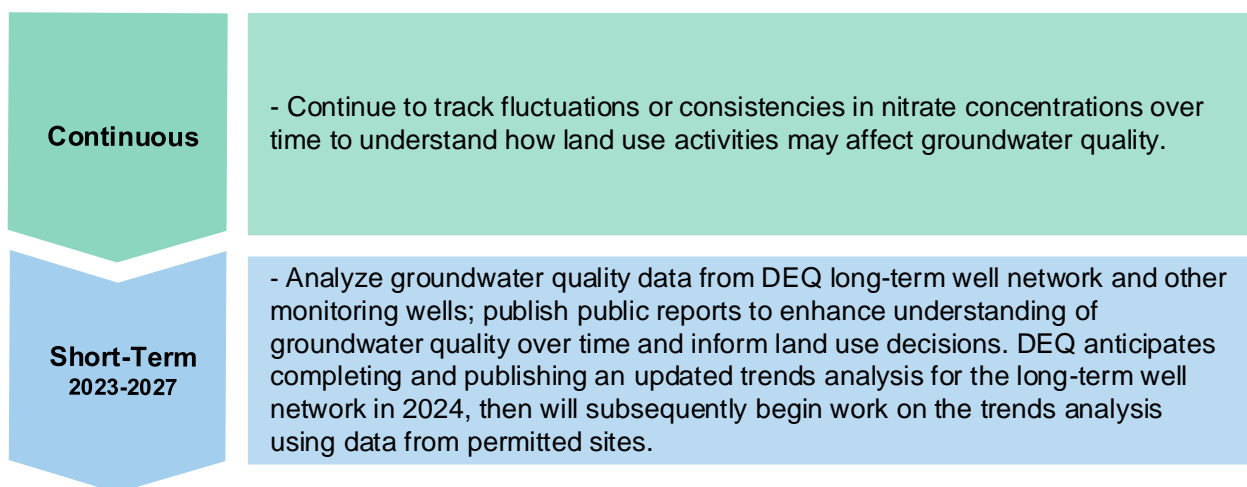 Continuous
- Continue to track fluctuations or consistencies in nitrate concentrations over
time to understand how land use activities may affect groundwater quality.
Short-Term
2023-2027
- Analyze groundwater quality data from DEQ long-term well network and other
monitoring wells; publish public reports to enhance understanding of
groundwater quality over time and inform land use decisions. DEQ anticipates
completing and publishing an updated trends analysis for the long-term well
network in 2024, then will subsequently begin work on the trends analysis
using data from permitted sites.